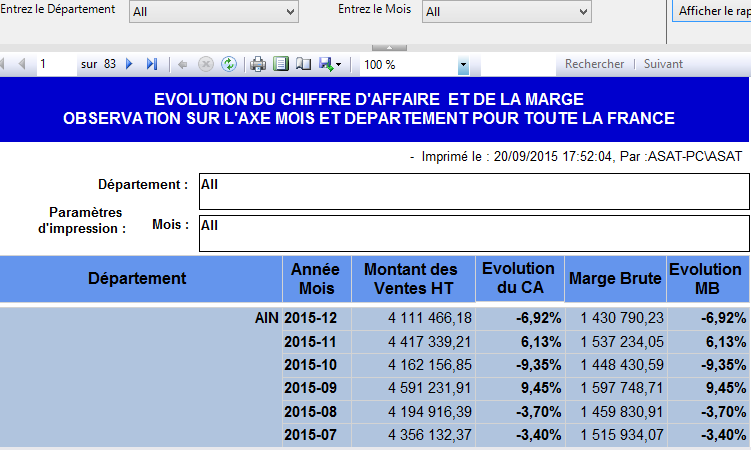 Entrez le Département All Entrez le Mois All Afficher le rap
1 sur 83 100 % Rechercher | Suivant
EVOLUTION DU CHIFFRE D'AFFAIRE ET DE LA MARGE
OBSERVATION SUR L'AXE MOIS ET DEPARTEMENT POUR TOUTE LA FRANCE
- Imprimé le : 20/09/2015 17:52:04, Par :ASAT-PC\ASAT
Département : All
Paramètres
d'impression :
Mois : All
Département Année Mois Montant des Ventes HT Evolution du CA Marge Brute Evolution MB
AIN 2015-12 4 111 466,18 -6,92% 1 430 790,23 -6,92%
2015-11 4 417 339,21 6,13% 1 537 234,05 6,13%
2015-10 4 162 156,85 -9,35% 1 448 430,59 -9,35%
2015-09 4 591 231,91 9,45% 1 597 748,71 9,45%
2015-08 4 194 916,39 -3,70% 1 459 830,91 -3,70%
2015-07 4 356 132,37 -3,40% 1 515 934,07 -3,40%